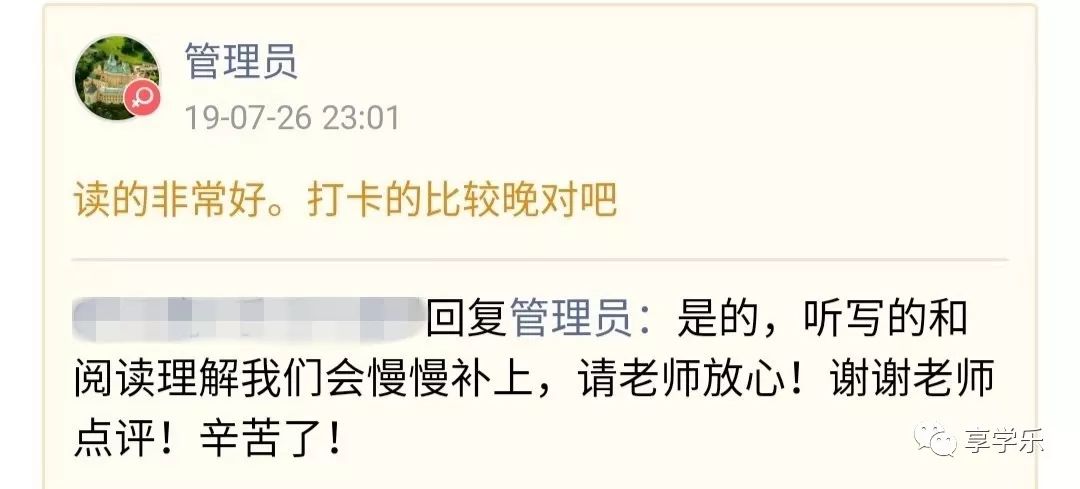 管理员
19-07-26 23:01
读的非常好。打卡的比较晚对吧
回复管理员：是的，听写的和
阅读理解我们会慢慢补上，请老师放心！谢谢老师
点评！辛苦了！
享学乐